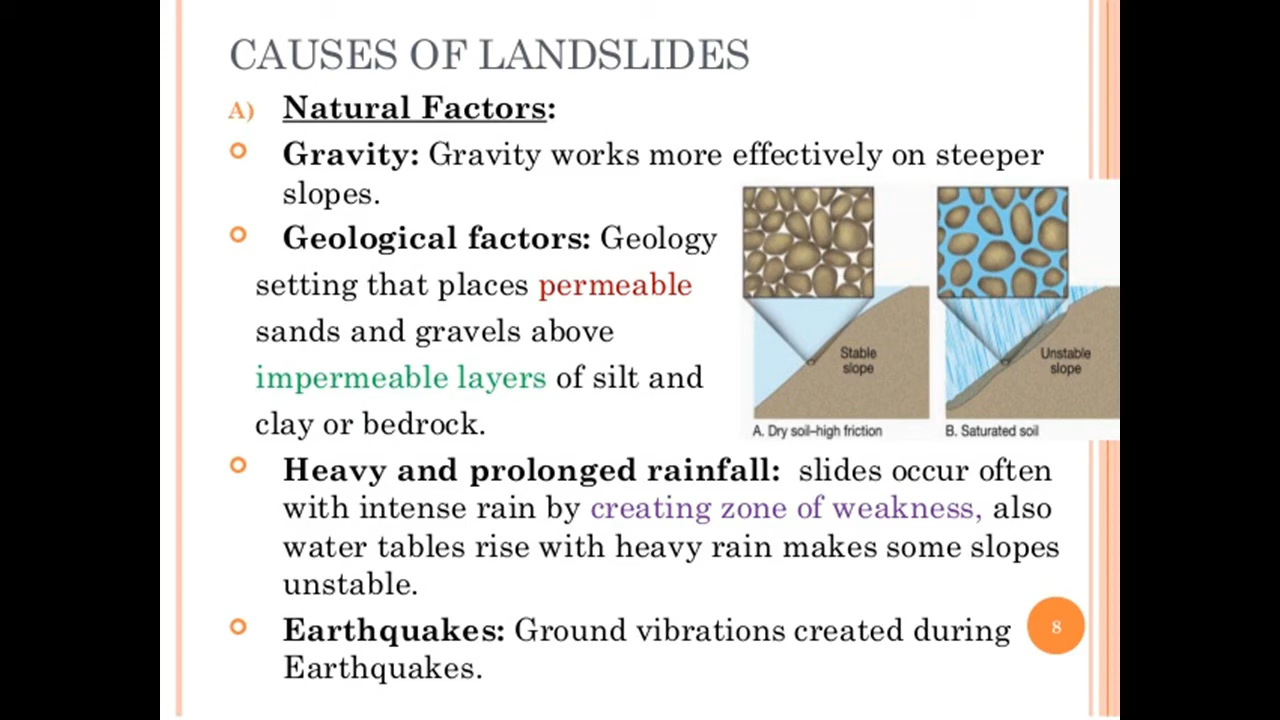 CAUSES OF LANDSLIDES
A) Natural Factors:
Gravity: Gravity works more effectively on steeper
slopes.
Geological factors: Geology
setting that places permeable
sands and gravels above
impermeable layers of silt and
clay or bedrock.
Stable
slope
A. Dry soil–high friction
Unstable
slope
B. Saturated soil
Heavy and prolonged rainfall: slides occur often
with intense rain by creating zone of weakness, also
water tables rise with heavy rain makes some slopes
unstable.
Earthquakes: Ground vibrations created during
Earthquakes.
8